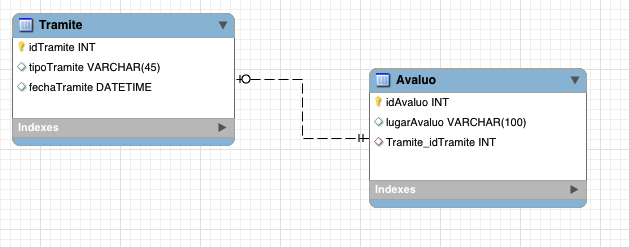 Tramite
idTramite INT
tipoTramite VARCHAR(45)
fechaTramite DATETIME
Indexes
Avaluo
idAvaluo INT
lugarAvaluo VARCHAR(100)
Tramite_idTramite INT
Indexes